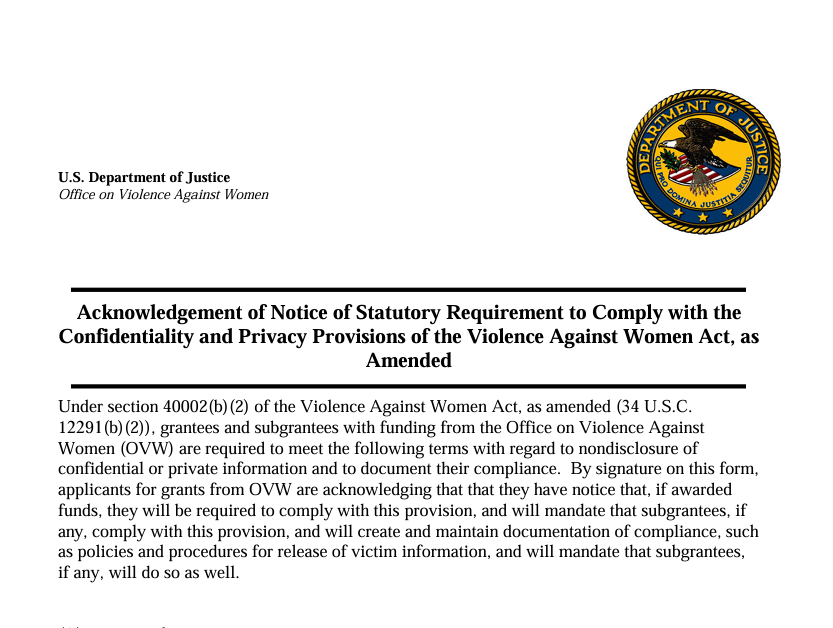 DEPARTMENT OF JUSTICE
QUI PRO DOMINA JUSTITIA SEQUITUR
U.S. Department of Justice
Office on Violence Against Women
Acknowledgement of Notice of Statutory Requirement to Comply with the
Confidentiality and Privacy Provisions of the Violence Against Women Act, as
Amended
Under section 40002(b)(2) of the Violence Against Women Act, as amended (34 U.S.C.
12291(b)(2)), grantees and subgrantees with funding from the Office on Violence Against
Women (OVW) are required to meet the following terms with regard to nondisclosure of
confidential or private information and to document their compliance.  By signature on this form,
applicants for grants from OVW are acknowledging that that they have notice that, if awarded
funds, they will be required to comply with this provision, and will mandate that subgrantees, if
any, comply with this provision, and will create and maintain documentation of compliance, such
as policies and procedures for release of victim information, and will mandate that subgrantees,
if any, will do so as well.